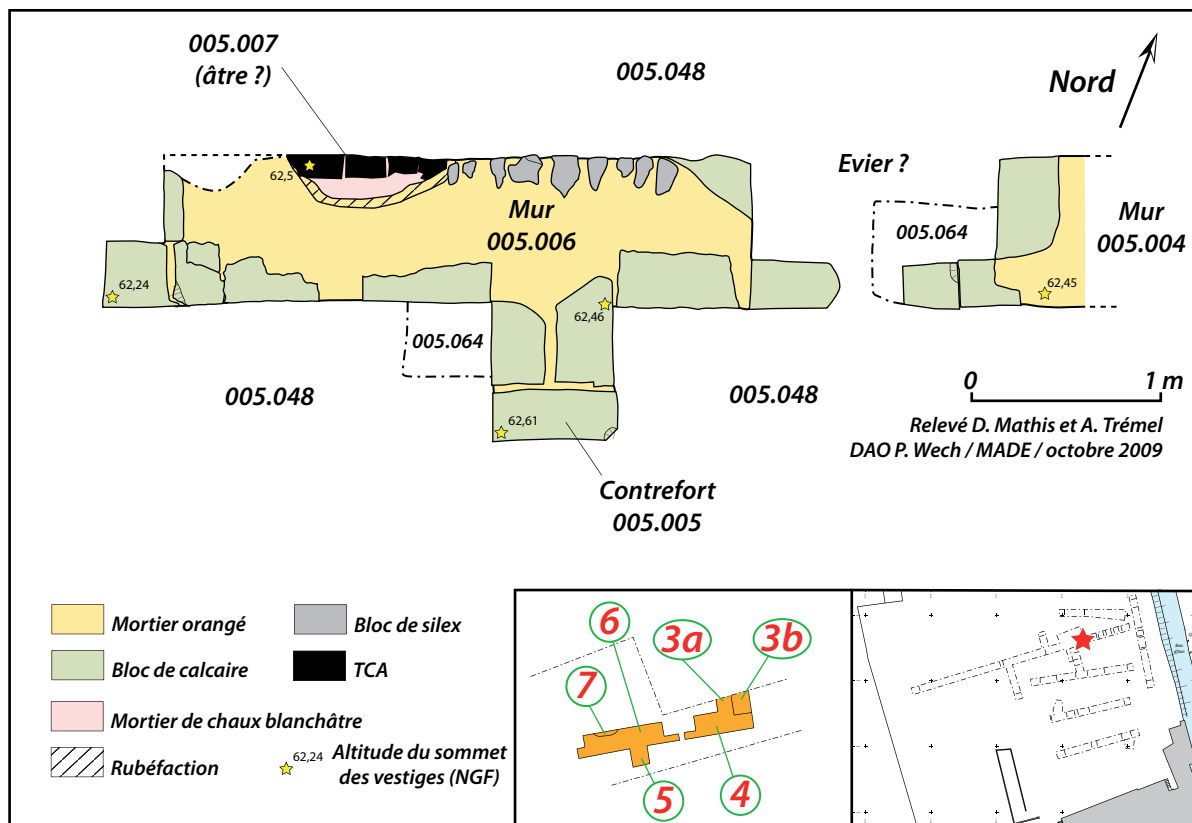 005.007
(âtre ?)
005.048
Nord
62,5
Evier ?
Mur
005.006
005.064
Mur
005.004
62,24
62,46
62,45
005.064
005.048
005.048
0 1 m
62,61
Relevé D. Mathis et A. Trémel
DAO P. Wech / MADE / octobre 2009
Contrefort
005.005
Mortier orangé
Bloc de silex
Bloc de calcaire
TCA
Mortier de chaux blanchâtre
Rubéfaction
62,24 Altitude du sommet
des vestiges (NGF)
6
3a
3b
7
5
4